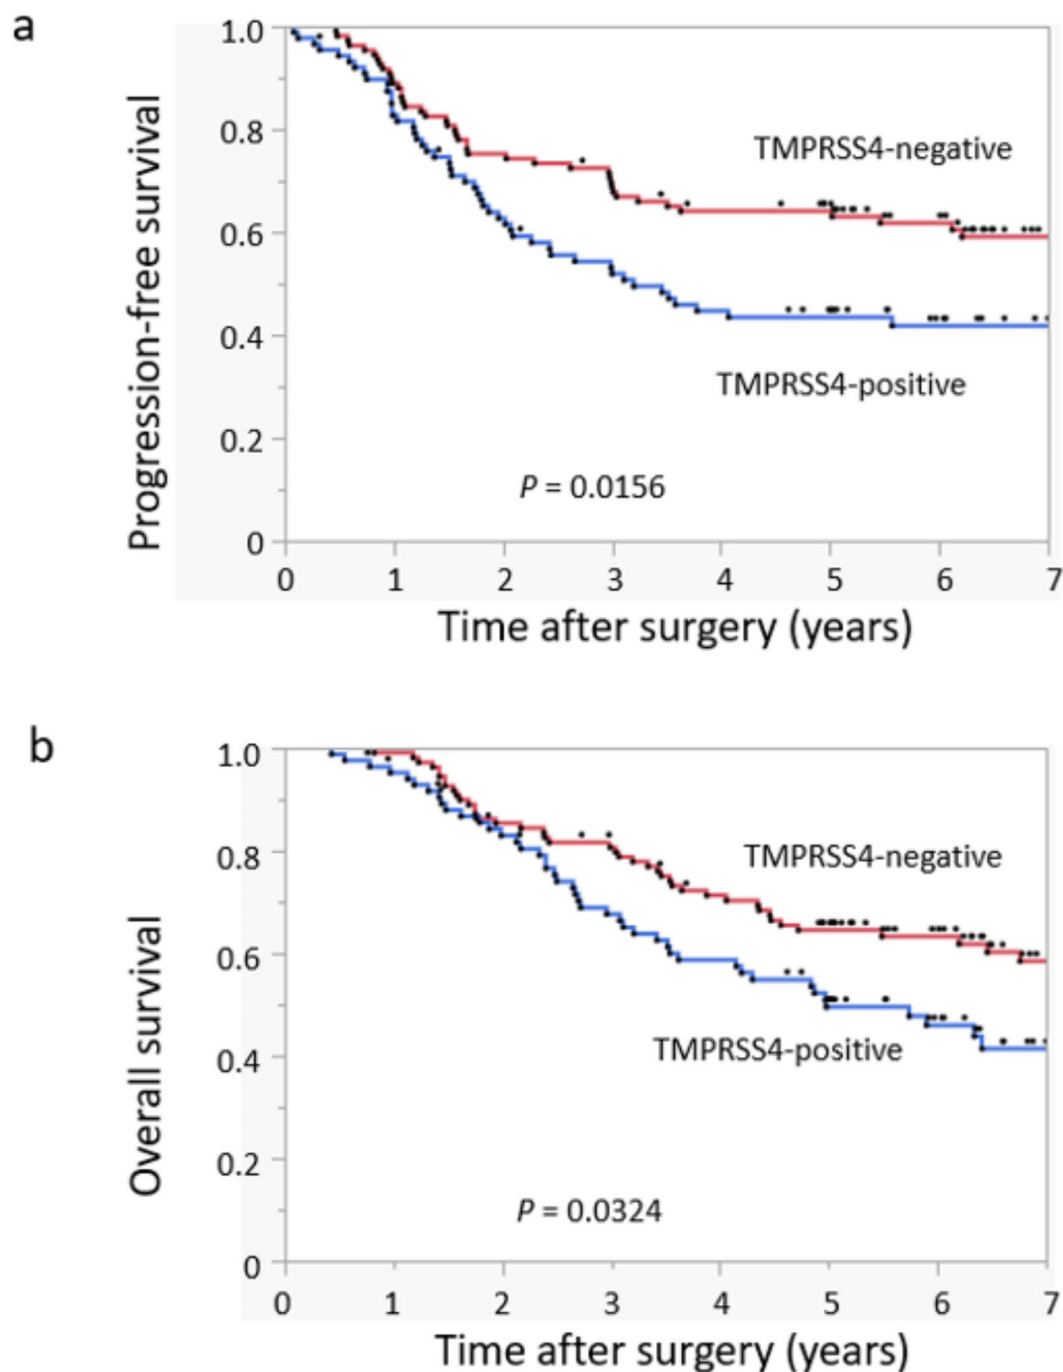 a
Progression-free survival
1.0
0.8
0.6
0.4
0.2
0
TMPRSS4-negative
TMPRSS4-positive
P = 0.0156
0 1 2 3 4 5 6 7
Time after surgery (years)
b
Overall survival
1.0
0.8
0.6
0.4
0.2
0
TMPRSS4-negative
TMPRSS4-positive
P = 0.0324
0 1 2 3 4 5 6 7
Time after surgery (years)